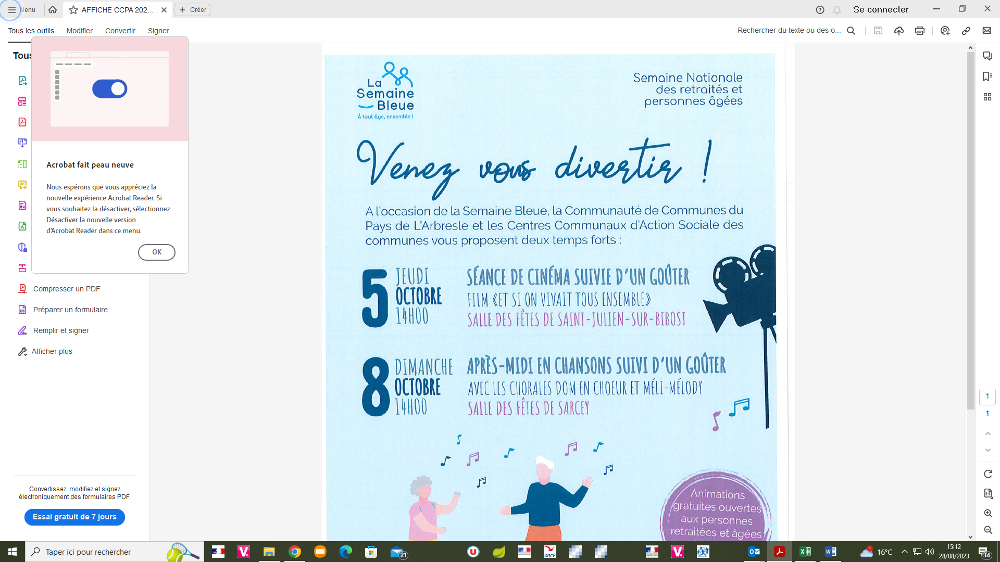 Menu
AFFICHE CCPA 202...
Créer
Se connecter
Tous les outils
Modifier
Convertir
Signer
Rechercher du texte ou des o...
Tous
Acrobat fait peau neuve
Nous espérons que vous appréciez la
nouvelle expérience Acrobat Reader. Si
vous souhaitez la désactiver, sélectionnez
Désactiver la nouvelle version
d'Acrobat Reader dans ce menu.
OK
Compresser un PDF
Préparer un formulaire
Remplir et signer
Afficher plus
Convertissez, modifiez et signez
électroniquement des formulaires PDF.
Essai gratuit de 7 jours
La
Semaine
Bleue
À tout âge, ensemble !
Semaine Nationale
des retraités et
personnes âgées
Venez vous divertir !
A l'occasion de la Semaine Bleue, la Communauté de Communes du
Pays de L'Arbresle et les Centres Communaux d'Action Sociale des
communes vous proposent deux temps forts :
5 JEUDI
OCTOBRE
14H00
SÉANCE DE CINÉMA SUIVIE D'UN GOÛTER
FILM «ET SI ON VIVAIT TOUS ENSEMBLE»
SALLE DES FÊTES DE SAINT-JULIEN-SUR-BIBOST
8 DIMANCHE
OCTOBRE
14H00
APRÈS-MIDI EN CHANSONS SUIVI D'UN GOÛTER
AVEC LES CHORALES DOM EN CHOEUR ET MÉLI-MÉLODY
SALLE DES FÊTES DE SARCEY
Animations
gratuites ouvertes
aux personnes
retraitées et âgées
1
1
Taper ici pour rechercher
21
ancv
16°C
15:12
28/08/2023
34